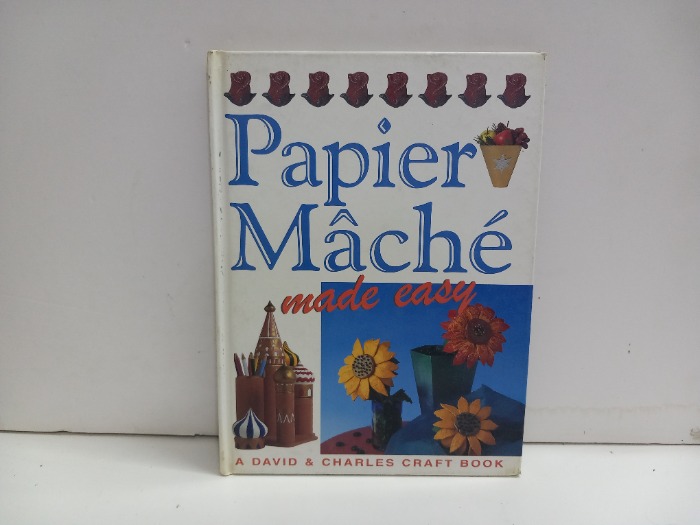 Papier
Mâché
made easy
A DAVID & CHARLES CRAFT BOOK